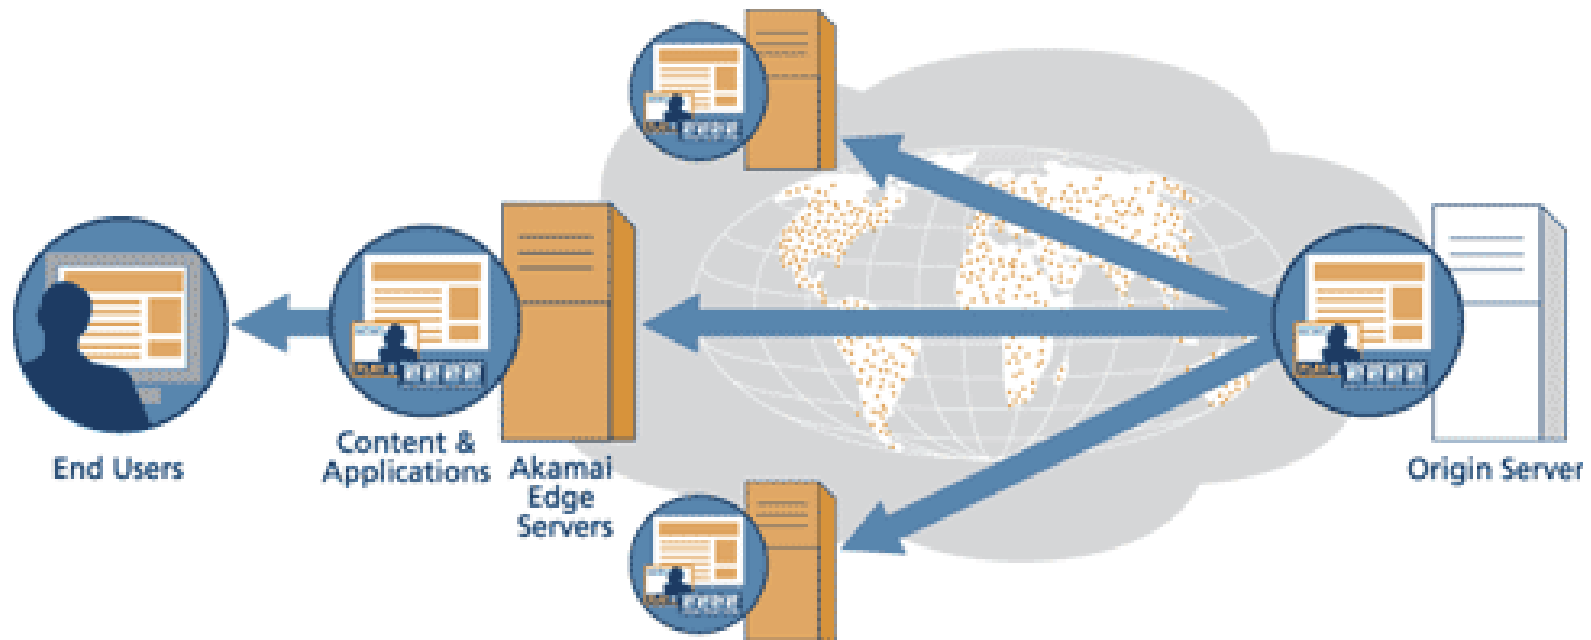 End Users
Content &
Applications
Akamai
Edge
Servers
Origin Server